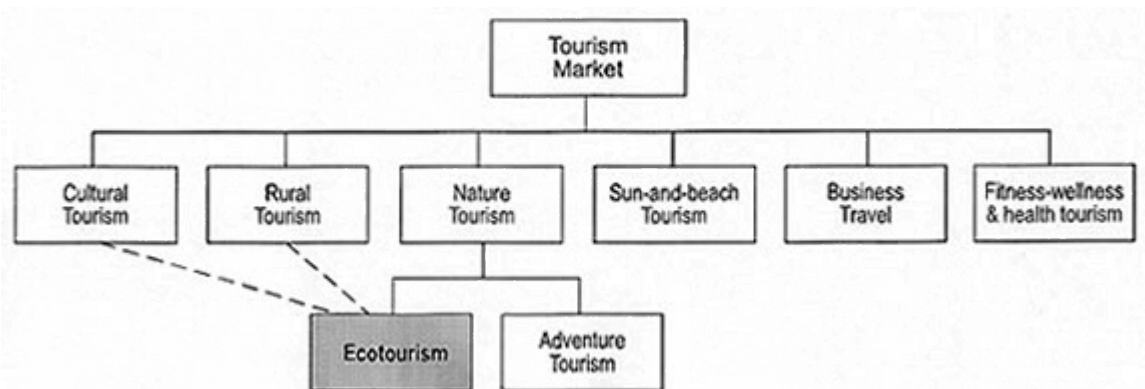 Tourism
Market
Cultural
Tourism
Rural
Tourism
Nature
Tourism
Sun-and-beach
Tourism
Business
Travel
Fitness-wellness
& health tourism
Ecotourism
Adventure
Tourism